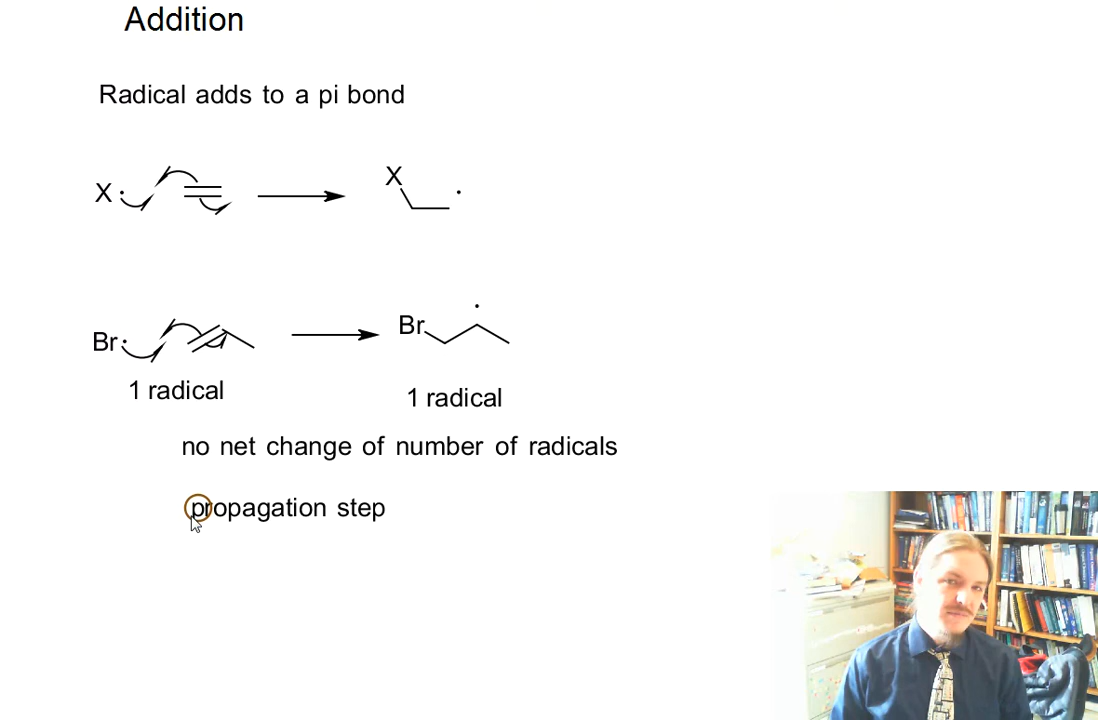 Addition
Radical adds to a pi bond
X
X
Br
Br
1 radical
1 radical
no net change of number of radicals
propagation step